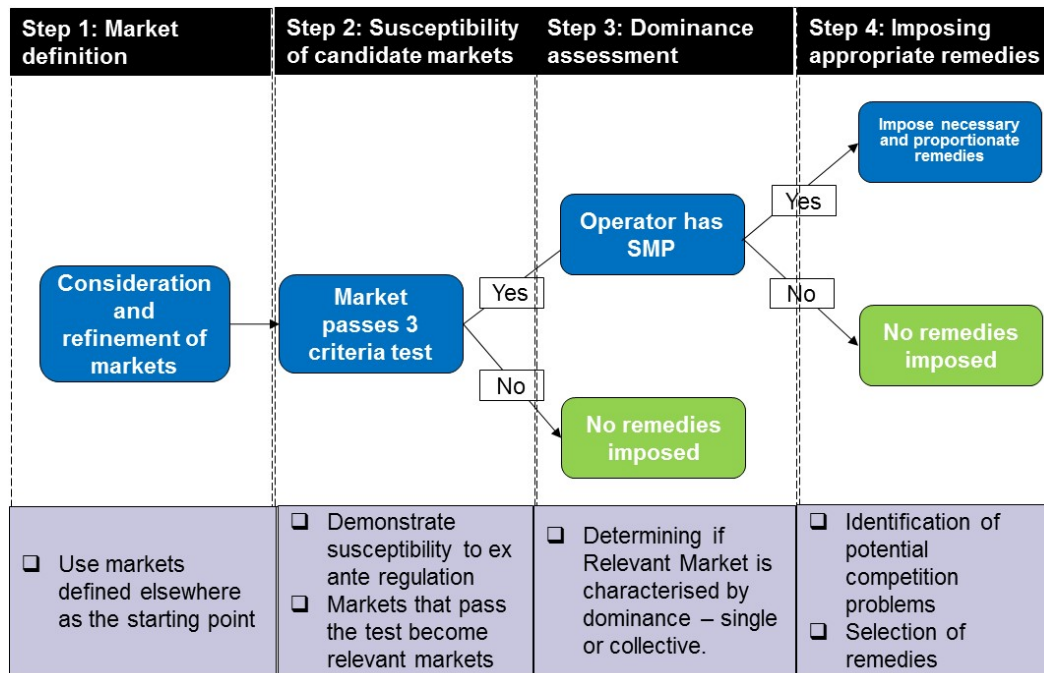 Step 1: Market
definition
Step 2: Susceptibility
of candidate markets
Step 3: Dominance
assessment
Step 4: Imposing
appropriate remedies
Consideration
and
refinement of
markets
Market
passes 3
criteria test
Yes
No
Operator has
SMP
No remedies
imposed
Yes
No
Impose necessary
and proportionate
remedies
No remedies
imposed
Use markets
defined elsewhere
as the starting point
Demonstrate
susceptibility to ex
ante regulation
Markets that pass
the test become
relevant markets
Determining if
Relevant Market is
characterised by
dominance – single
or collective.
Identification of
potential
competition
problems
Selection of
remedies